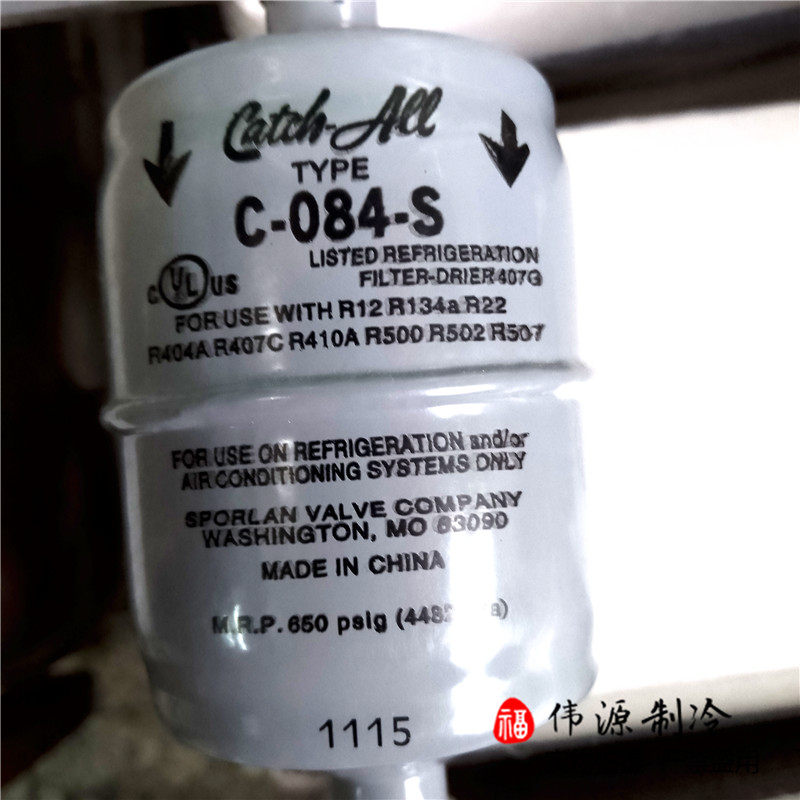 Catch-All
TYPE
C-084-S
LISTED REFRIGERATION
FILTER-DRIER 407G
C UL US
FOR USE WITH R12 R134a R22
R404A R407C R410A R500 R502 R507
FOR USE ON REFRIGERATION and/or
AIR CONDITIONING SYSTEMS ONLY
SPORLAN VALVE COMPANY
WASHINGTON, MO 63090
MADE IN CHINA
M.R.P. 650 psig
1115
福 伟源制冷